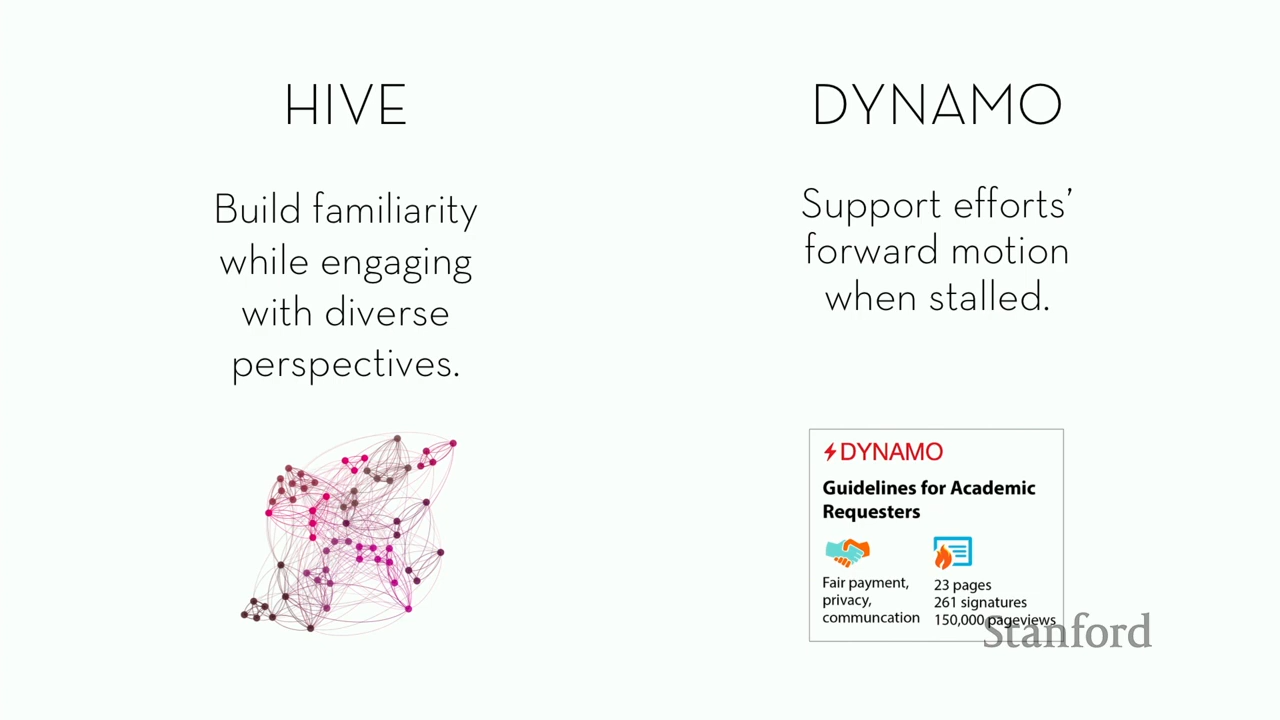 HIVE
Build familiarity
while engaging
with diverse
perspectives.
DYNAMO
Support efforts’
forward motion
when stalled.
DYNAMO
Guidelines for Academic
Requesters
Fair payment,
privacy,
communcation
23 pages
261 signatures
150,000 pageviews
Stanford